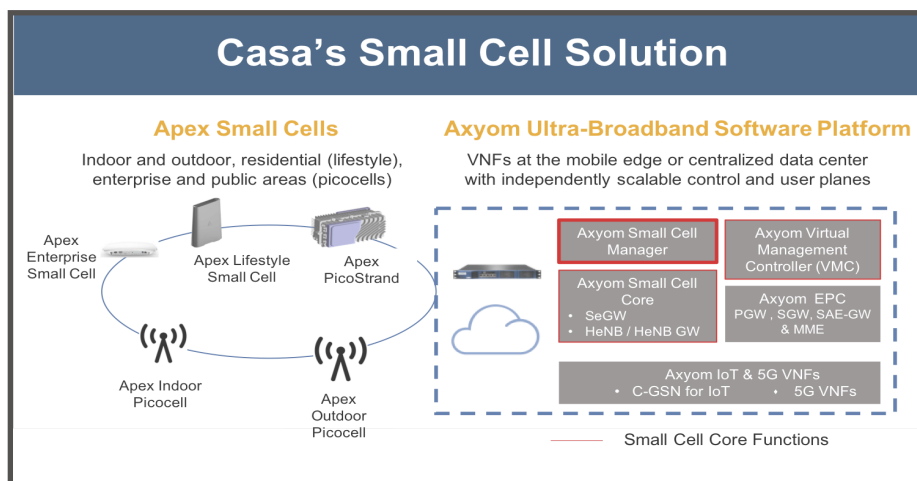 Casa's Small Cell Solution
Apex Small Cells
Indoor and outdoor, residential (lifestyle),
enterprise and public areas (picocells)
Apex
Enterprise
Small Cell
Apex Lifestyle
Small Cell
Apex
PicoStrand
Apex Indoor
Picocell
Apex
Outdoor
Picocell
Axyom Ultra-Broadband Software Platform
VNFs at the mobile edge or centralized data center
with independently scalable control and user planes
Axyom Small Cell
Manager
Axyom Virtual
Management
Controller (VMC)
Axyom Small Cell
Core
• SeGW
• HeNB / HeNB GW
Axyom EPC
PGW , SGW, SAE-GW
& MME
Axyom IoT & 5G VNFs
• C-GSN for IoT • 5G VNFs
Small Cell Core Functions